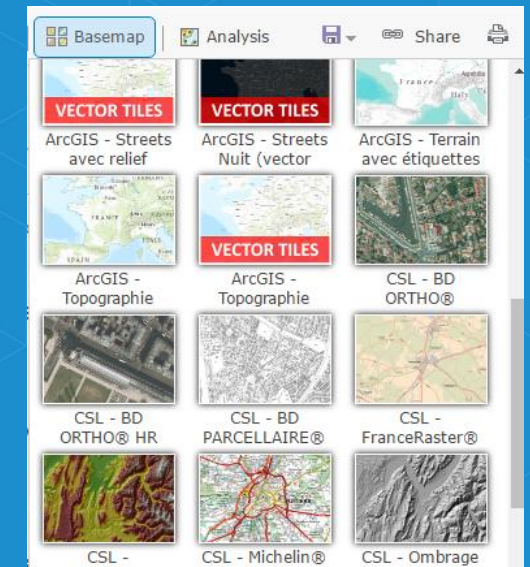 Basemap Analysis Share
VECTOR TILES VECTOR TILES
ArcGIS - Streets avec relief
ArcGIS - Streets Nuit (vector
ArcGIS - Terrain avec étiquettes
FRANCE
SPAIN
VECTOR TILES
ArcGIS - Topographie
ArcGIS - Topographie
CSL - BD ORTHO®
CSL - BD ORTHO® HR
CSL - BD PARCELLAIRE®
CSL - FranceRaster®
CSL -
CSL - Michelin®
CSL - Ombrage